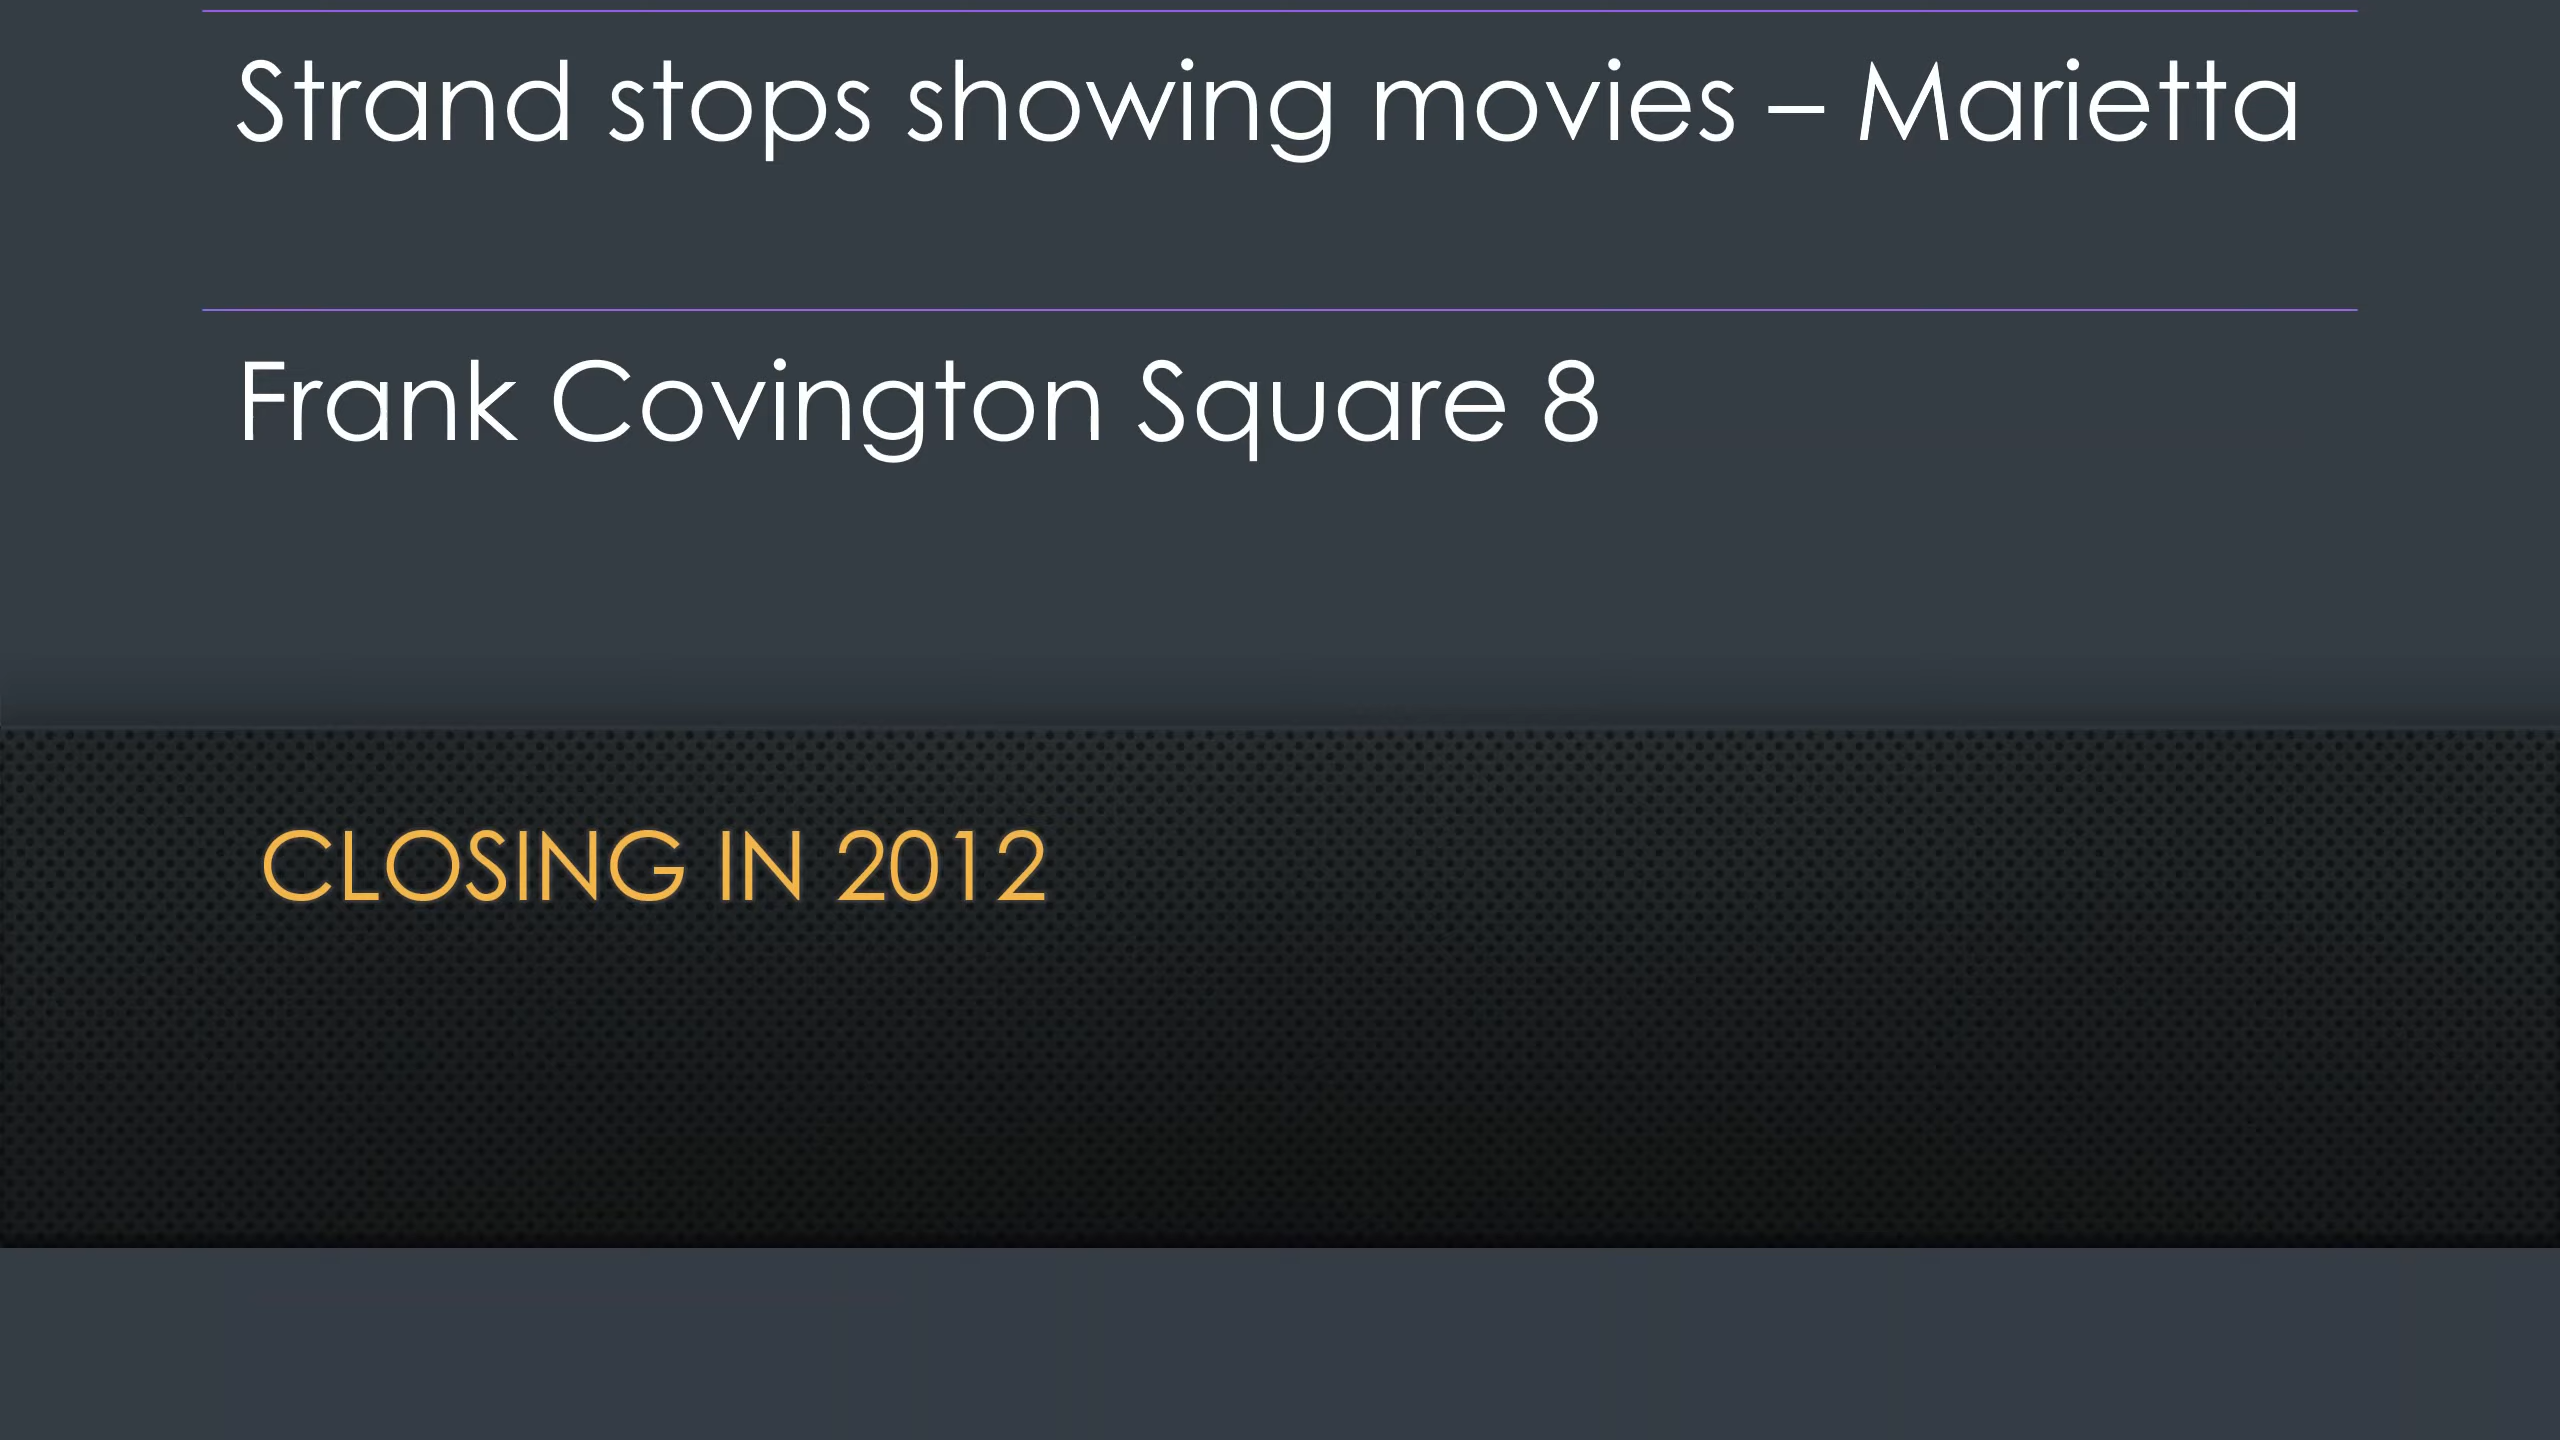 Strand stops showing movies – Marietta
Frank Covington Square 8
CLOSING IN 2012